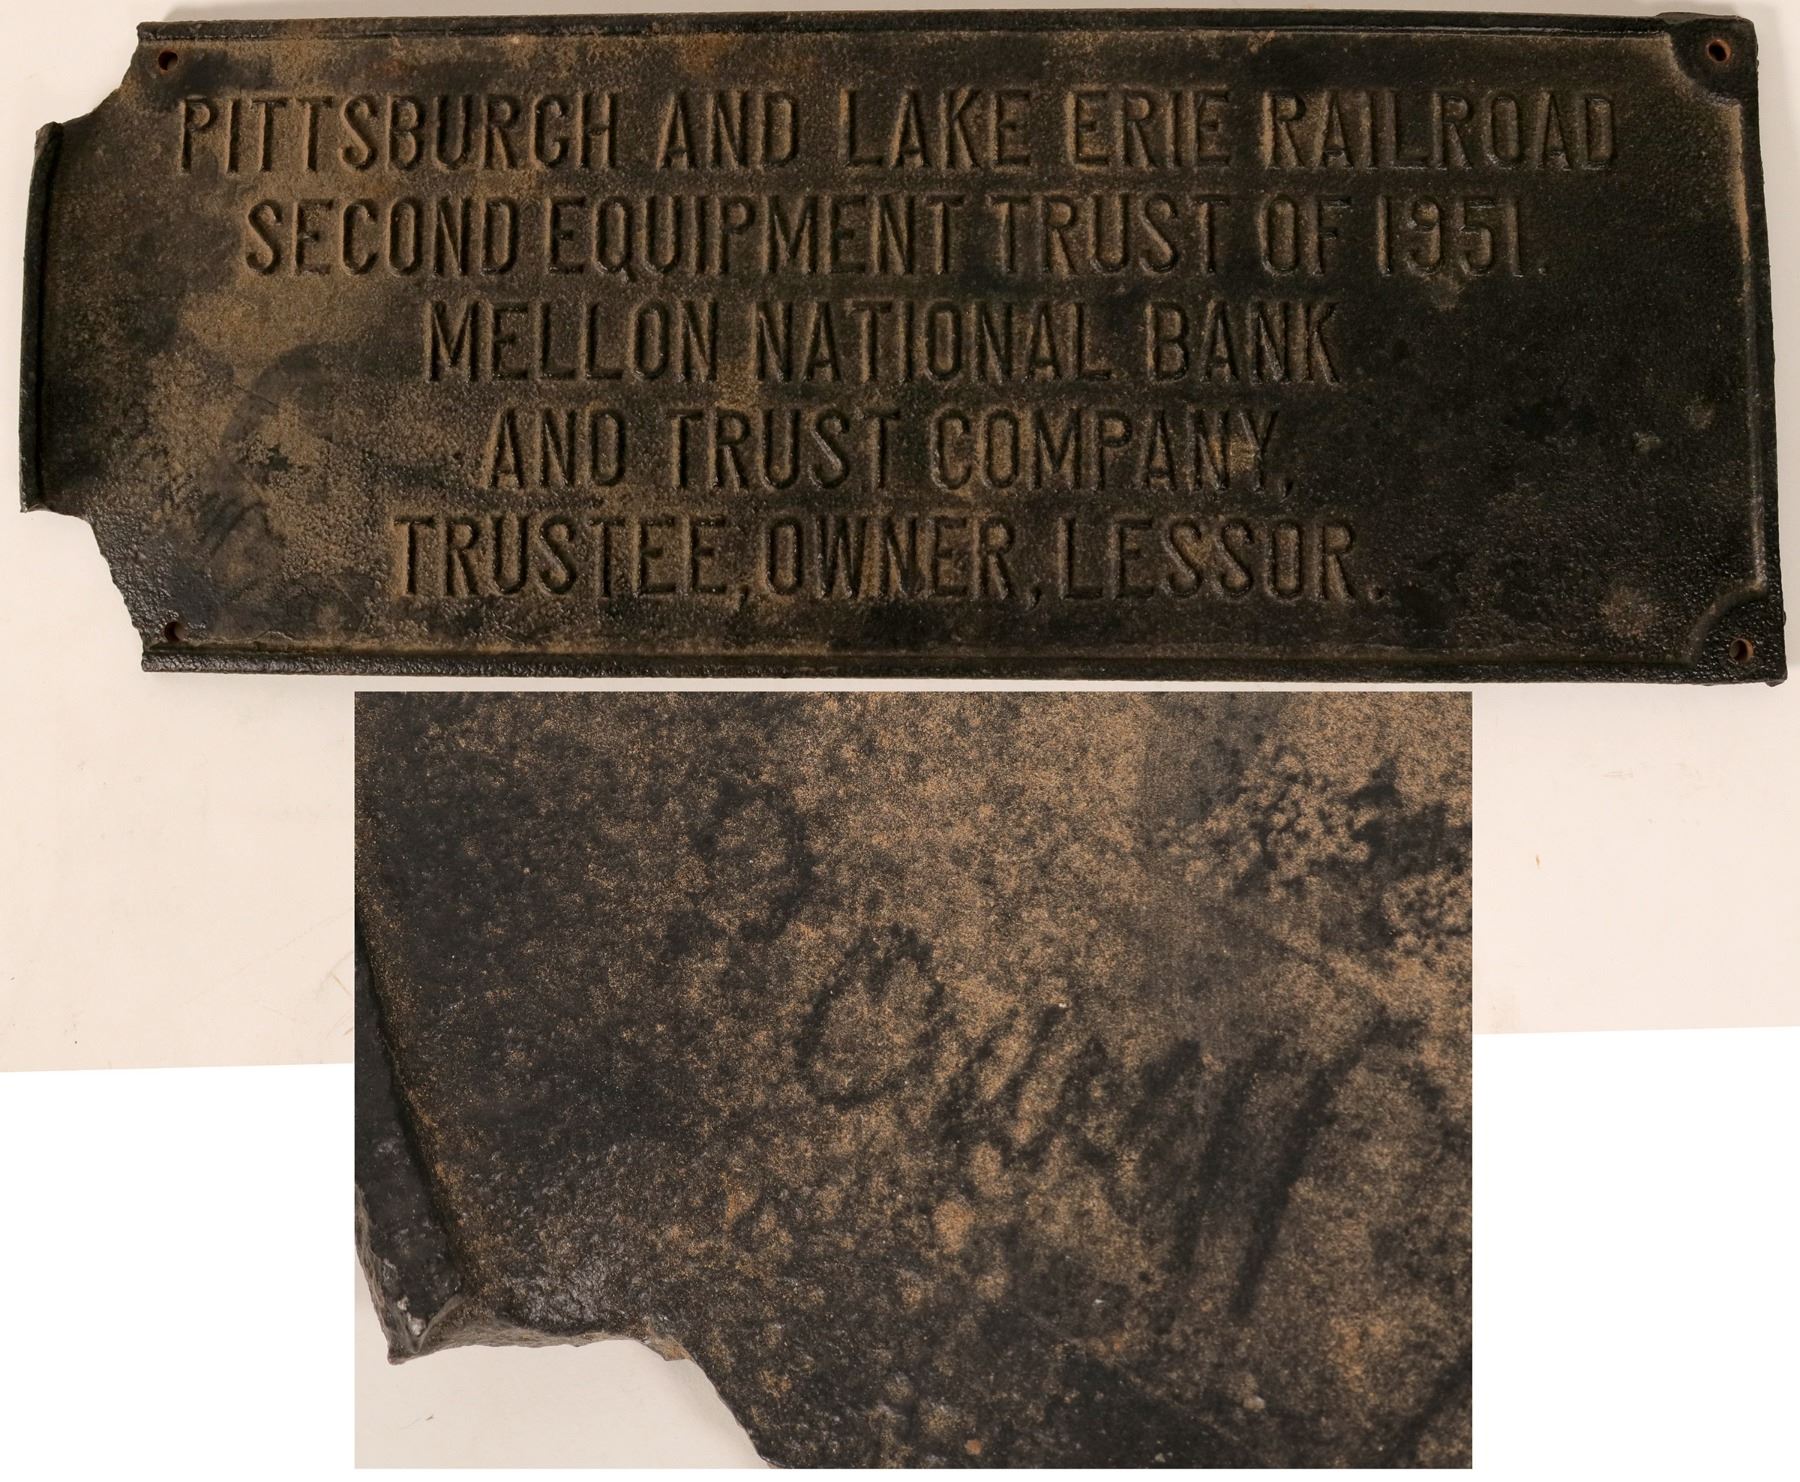 PITTSBURGH AND LAKE ERIE RAILROAD
SECOND EQUIPMENT TRUST OF 1951.
MELLON NATIONAL BANK
AND TRUST COMPANY,
TRUSTEE, OWNER, LESSOR.